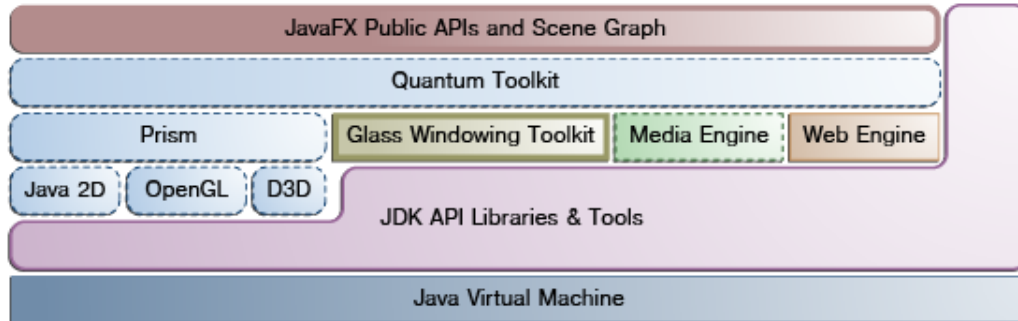 JavaFX Public APIs and Scene Graph
Quantum Toolkit
Prism Glass Windowing Toolkit Media Engine Web Engine
Java 2D OpenGL D3D
JDK API Libraries & Tools
Java Virtual Machine